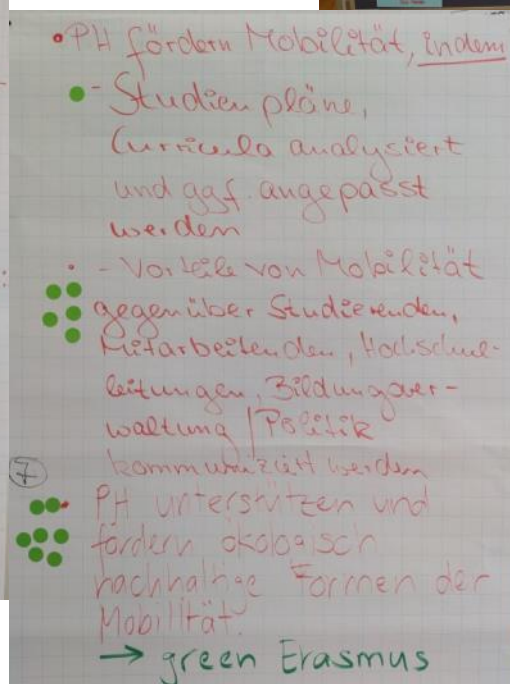 • PH fördern Mobilität, indem
- Studienpläne,
Curricula analysiert
und ggf. angepasst
werden
- Vorteile von Mobilität
gegenüber Studierenden,
Mitarbeitenden, Hochschul-
leitungen, Bildungsver-
waltung / Politik
kommuniziert werden
7
PH unterstützen und
fördern ökologisch
nachhaltige Formen der
Mobilität.
→ green Erasmus